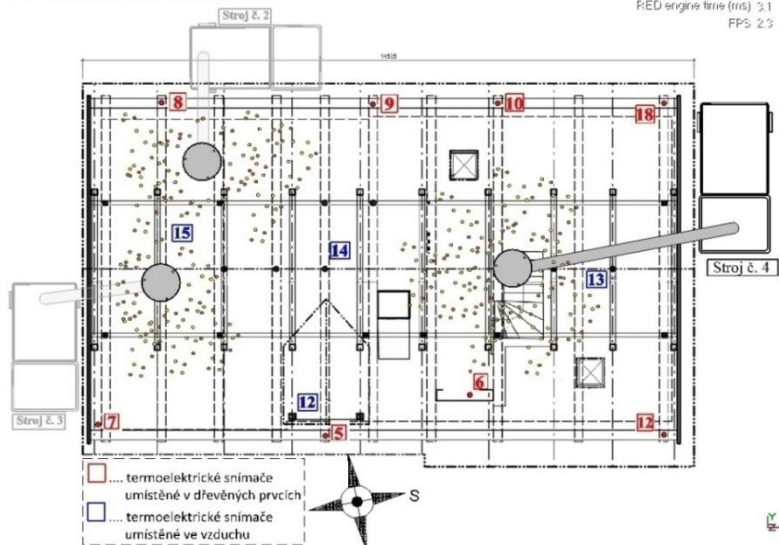 RED engine time (ms) 3.1
FPS 2.3
Stroj č. 2
14525
8
9
10
18
15
14
13
Stroj č. 4
12
6
7
5
12
Stroj č. 3
.... termoelektrické snímače
umístěné v dřevěných prvcích
.... termoelektrické snímače
umístěné ve vzduchu
S
Y